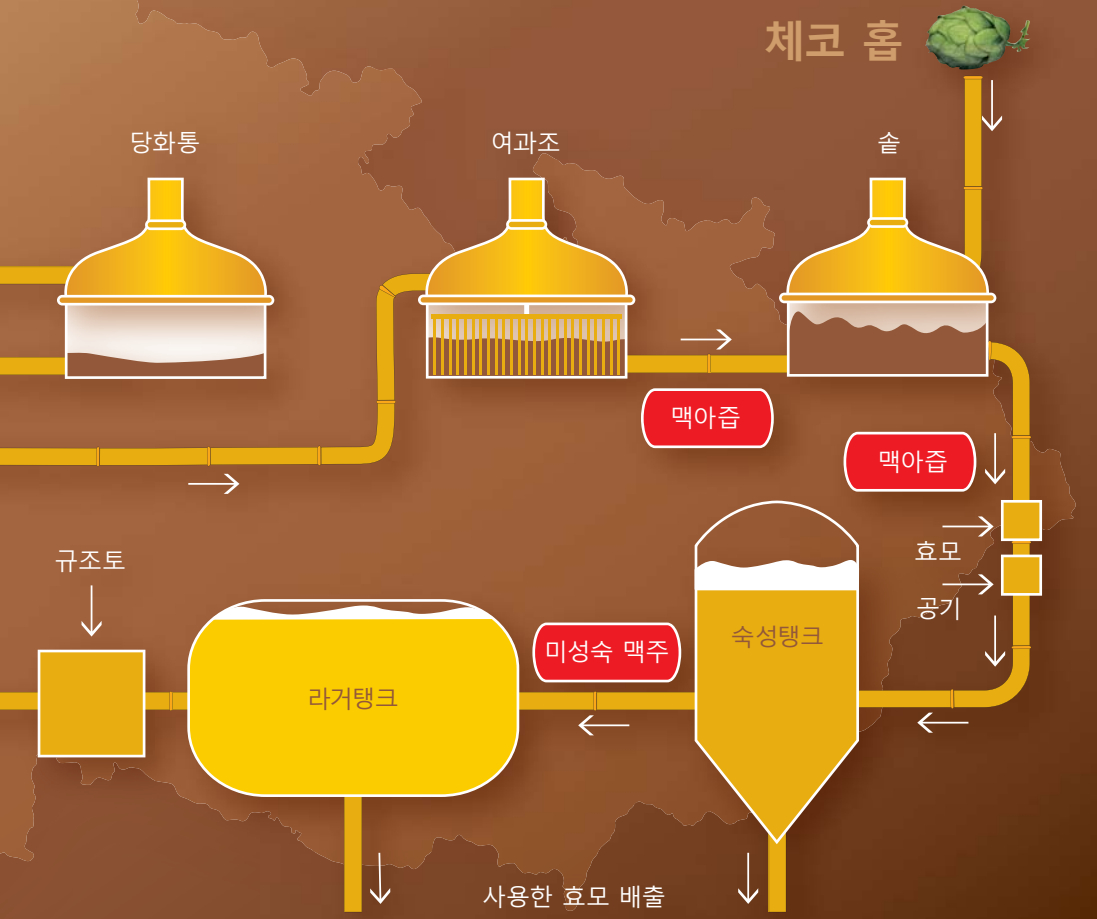 체코 홉
당화통
여과조
솥
맥아즙
맥아즙
효모
공기
규조토
숙성탱크
미성숙 맥주
라거탱크
사용한 효모 배출